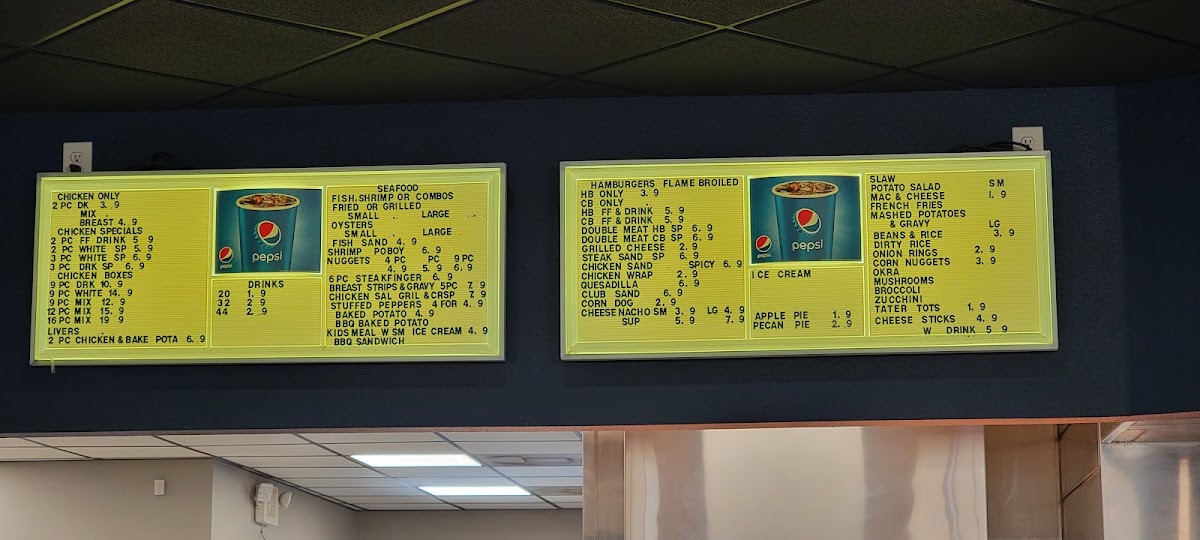 CHICKEN ONLY
2 PC DK 3. 9
MIX .
BREAST 4. 9
CHICKEN SPECIALS
2 PC FF DRINK 5 9
2 PC WHITE SP 5. 9
3 PC WHITE SP 6. 9
3 PC DRK SP 6. 9
CHICKEN BOXES
9 PC DRK 10. 9
9 PC WHITE 14. 9
9 PC MIX 12. 9
12 PC MIX 15. 9
16 PC MIX 19 9
LIVERS .
2 PC CHICKEN & BAKE POTA 6. 9
pepsi
pepsi
DRINKS
20 1. 9
32 2 9
44 2. 9
SEAFOOD
FISH, SHRIMP OR COMBOS
FRIED OR GRILLED
SMALL . LARGE .
OYSTERS
SMALL . LARGE .
FISH SAND 4. 9
SHRIMP POBOY 6. 9
NUGGETS 4 PC PC 9 PC
4. 9 5. 9 6. 9
6 PC STEAKFINGER 6. 9
BREAST STRIPS & GRAVY 5PC 7. 9
CHICKEN SAL GRIL & CRSP 7. 9
STUFFED PEPPERS 4 FOR 4. 9
BAKED POTATO 4. 9
BBQ BAKED POTATO
KIDS MEAL W SM ICE CREAM 4. 9
BBQ SANDWICH
HAMBURGERS FLAME BROILED
HB ONLY 3. 9
CB ONLY .
HB FF & DRINK 5. 9
CB FF & DRINK 5. 9
DOUBLE MEAT HB SP 6. 9
DOUBLE MEAT CB SP 6. 9
GRILLED CHEESE 2. 9
STEAK SAND SP 6. 9
CHICKEN SAND SPICY 6. 9
CHICKEN WRAP 2. 9
QUESADILLA 6. 9
CLUB SAND 6. 9
CORN DOG 2. 9
CHEESE NACHO SM 3. 9 LG 4. 9
SUP 5. 9 7. 9
pepsi
pepsi
ICE CREAM
APPLE PIE 1. 9
PECAN PIE 2. 9
SLAW
POTATO SALAD SM
MAC & CHEESE 1. 9
FRENCH FRIES
MASHED POTATOES
& GRAVY LG
BEANS & RICE 3. 9
DIRTY RICE
ONION RINGS 2. 9
CORN NUGGETS 3. 9
OKRA
MUSHROOMS
BROCCOLI
ZUCCHINI
TATER TOTS 1. 9
CHEESE STICKS 4. 9
W DRINK 5 9